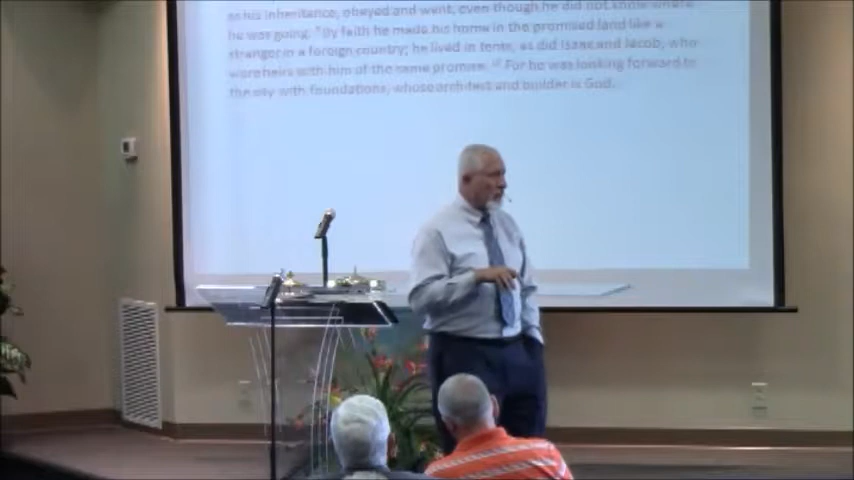 as his inheritance, obeyed and went, even though he did not know where
he was going. ⁹ By faith he made his home in the promised land like a
stranger in a foreign country; he lived in tents, as did Isaac and Jacob, who
were heirs with him of the same promise. ¹⁰ For he was looking forward to
the city with foundations, whose architect and builder is God.